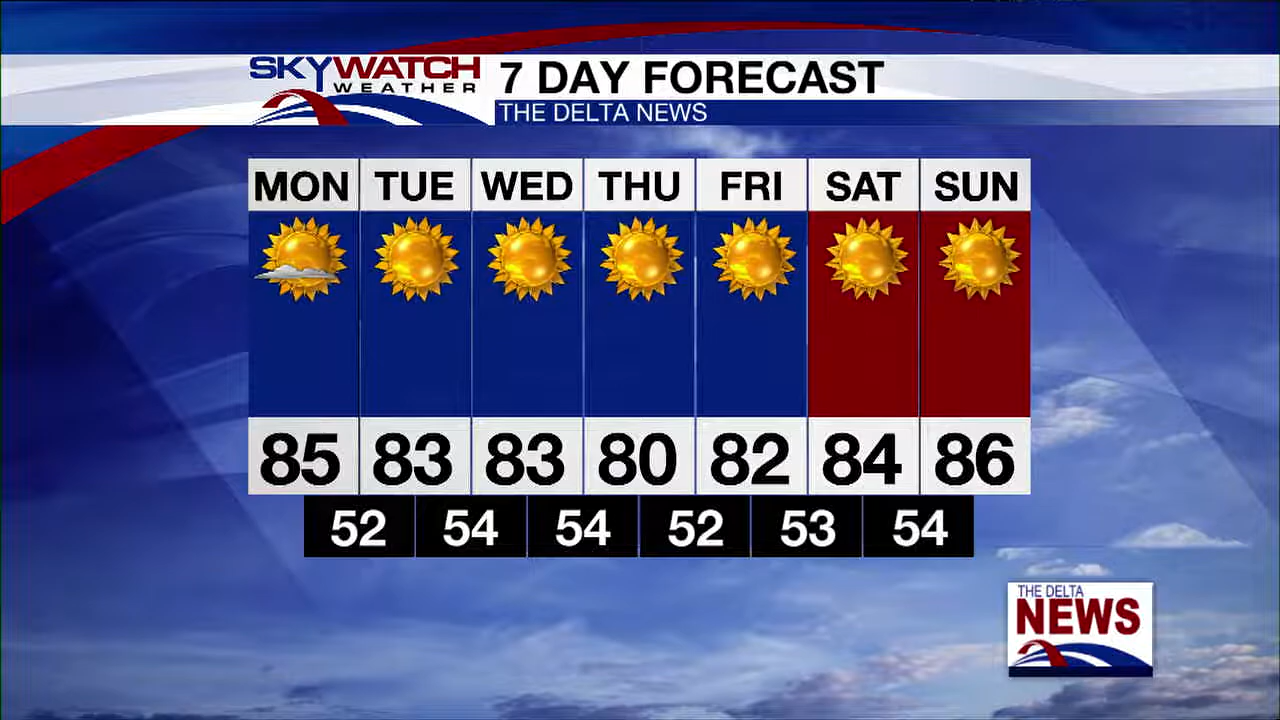 SKYWATCH
WEATHER
7 DAY FORECAST
THE DELTA NEWS
MON TUE WED THU FRI SAT SUN
85 83 83 80 82 84 86
52 54 54 52 53 54
THE DELTA
NEWS